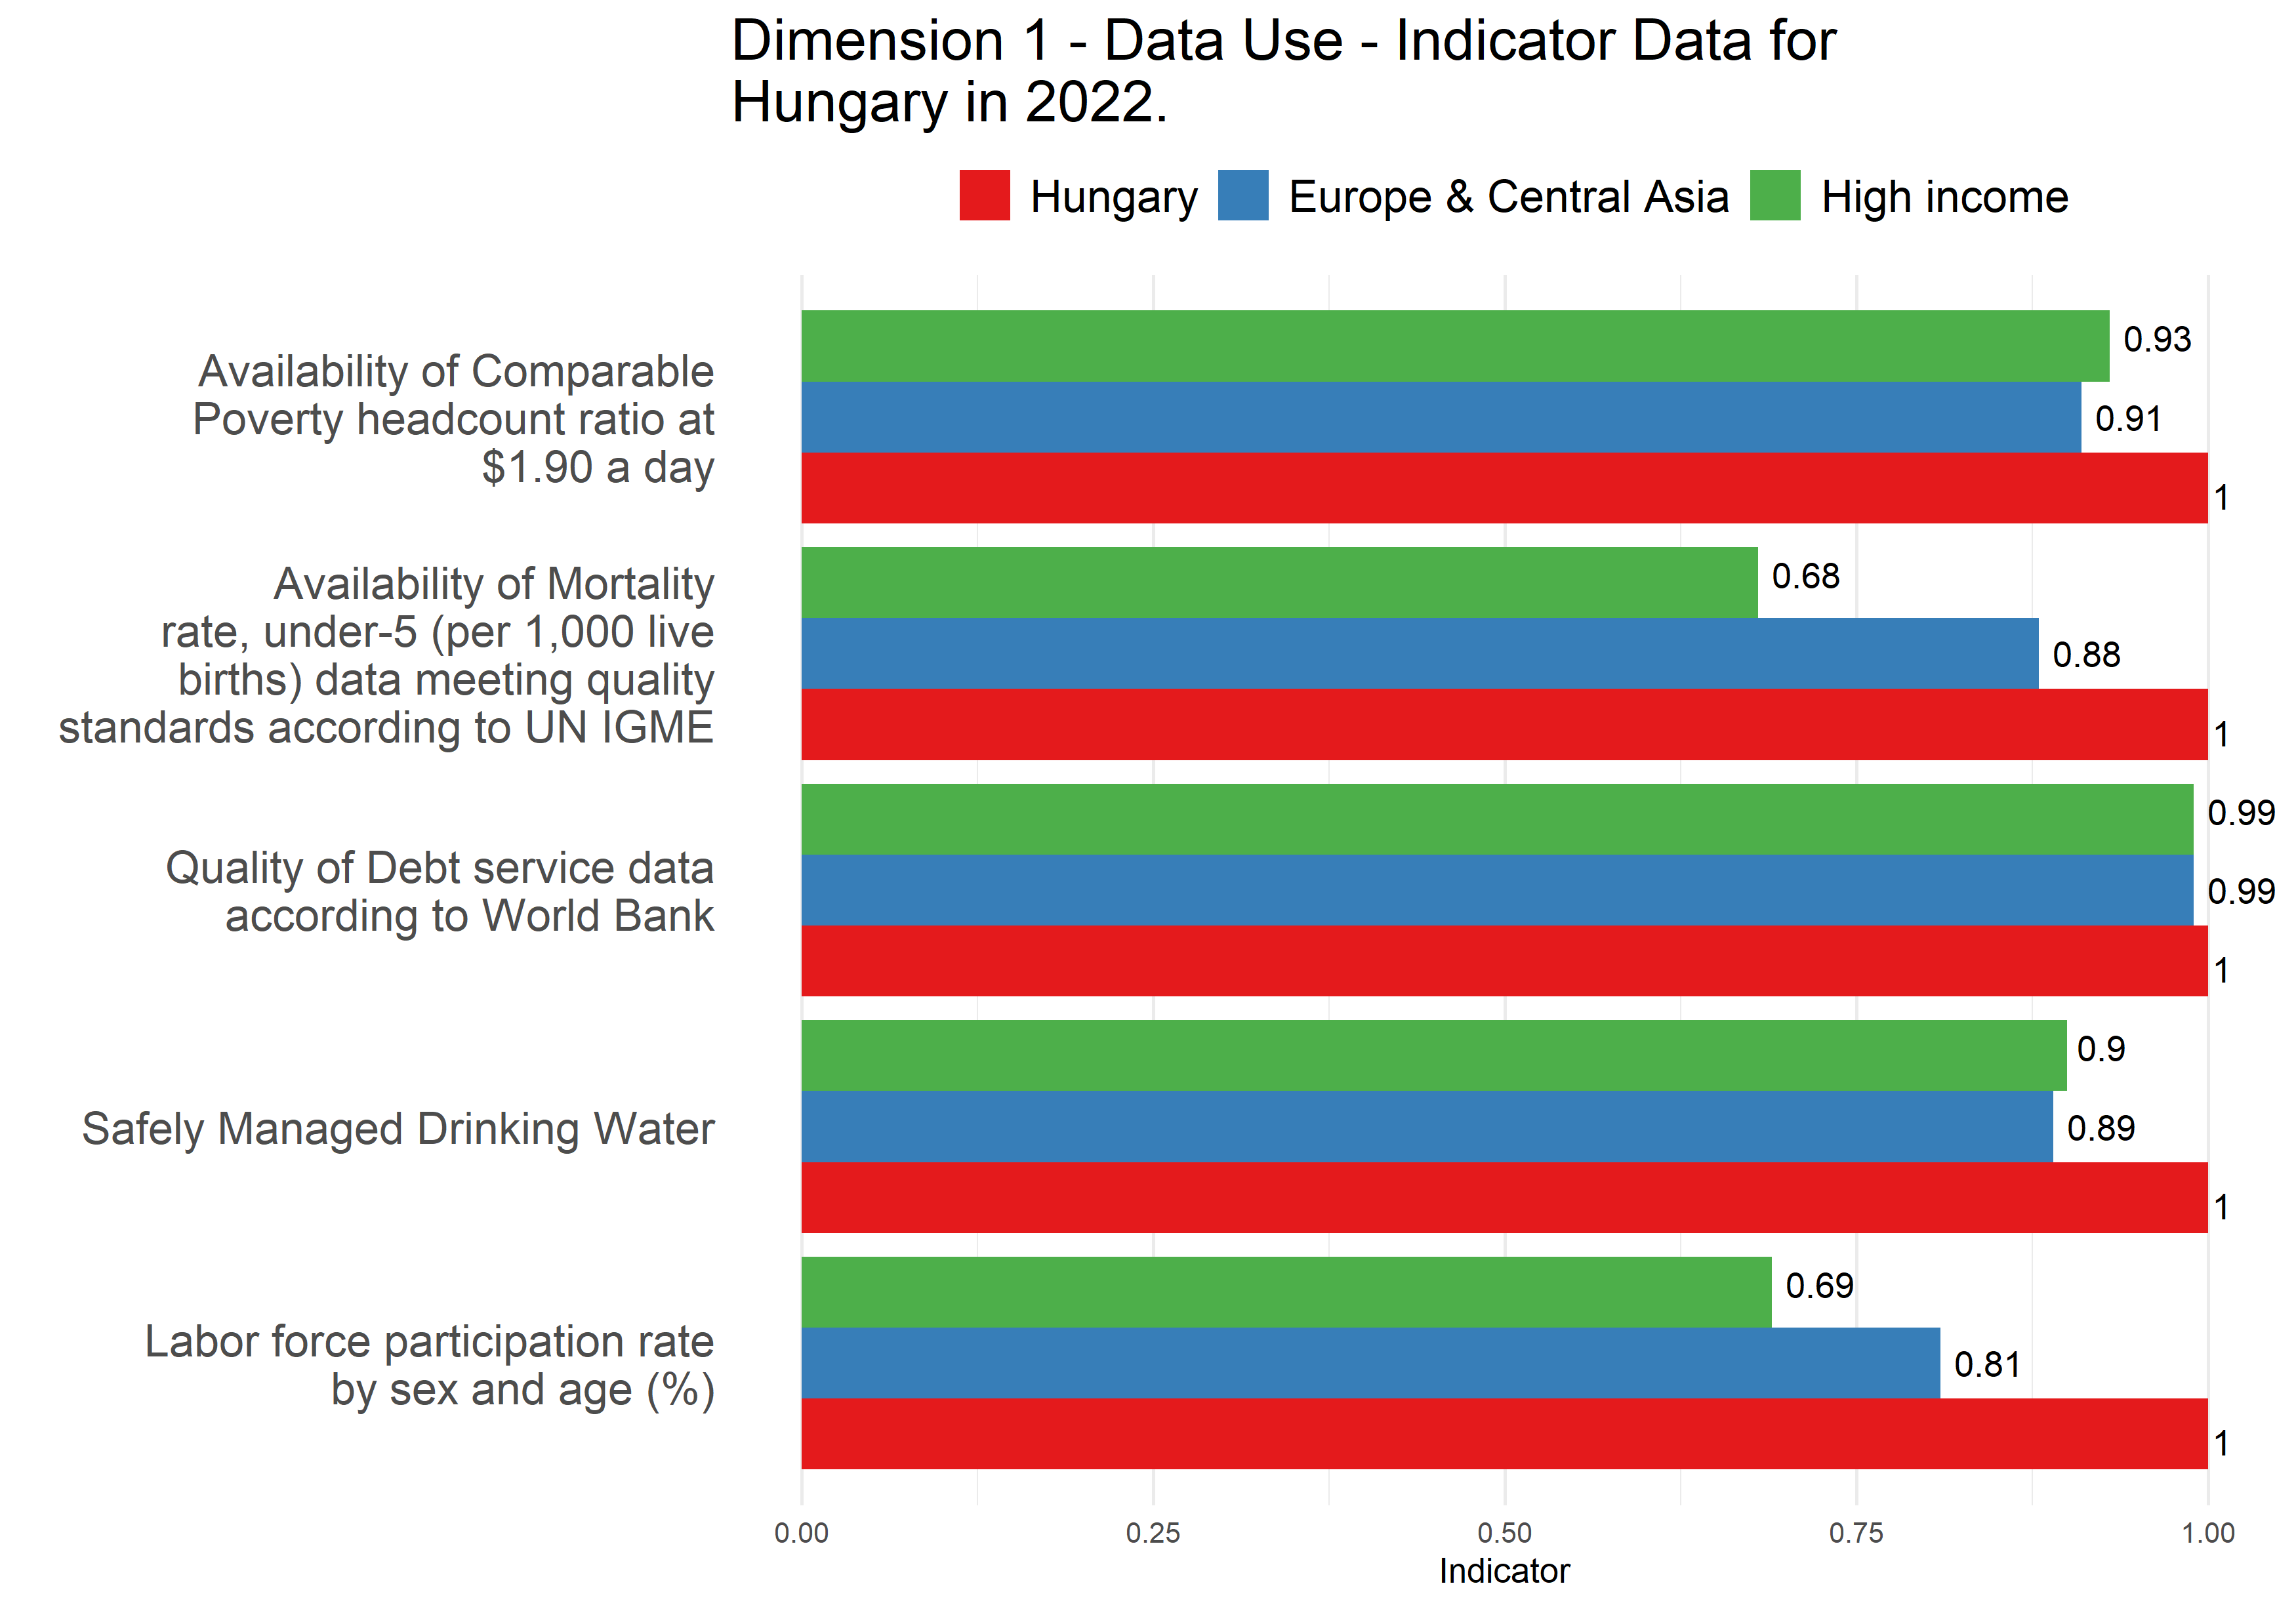 Dimension 1 - Data Use - Indicator Data for
Hungary in 2022.
Hungary
Europe & Central Asia
High income
Availability of Comparable
Poverty headcount ratio at
$1.90 a day
0.93
0.91
1
Availability of Mortality
rate, under-5 (per 1,000 live
births) data meeting quality
standards according to UN IGME
0.68
0.88
1
Quality of Debt service data
according to World Bank
0.99
0.99
1
Safely Managed Drinking Water
0.9
0.89
1
Labor force participation rate
by sex and age (%)
0.69
0.81
1
0.00
0.25
0.50
0.75
1.00
Indicator